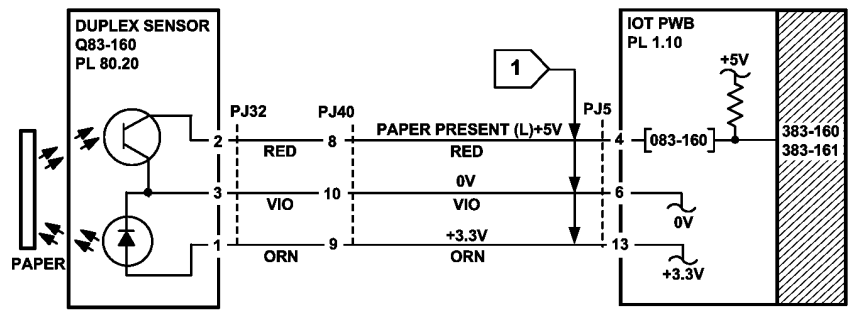 DUPLEX SENSOR
Q83-160
PL 80.20
IOT PWB
PL 1.10
+5V
1
PJ32
PJ40
PJ5
2
8
PAPER PRESENT (L)+5V
4
[083-160]
383-160
383-161
RED
RED
3
10
0V
6
VIO
VIO
0V
1
9
+3.3V
13
ORN
ORN
+3.3V
PAPER